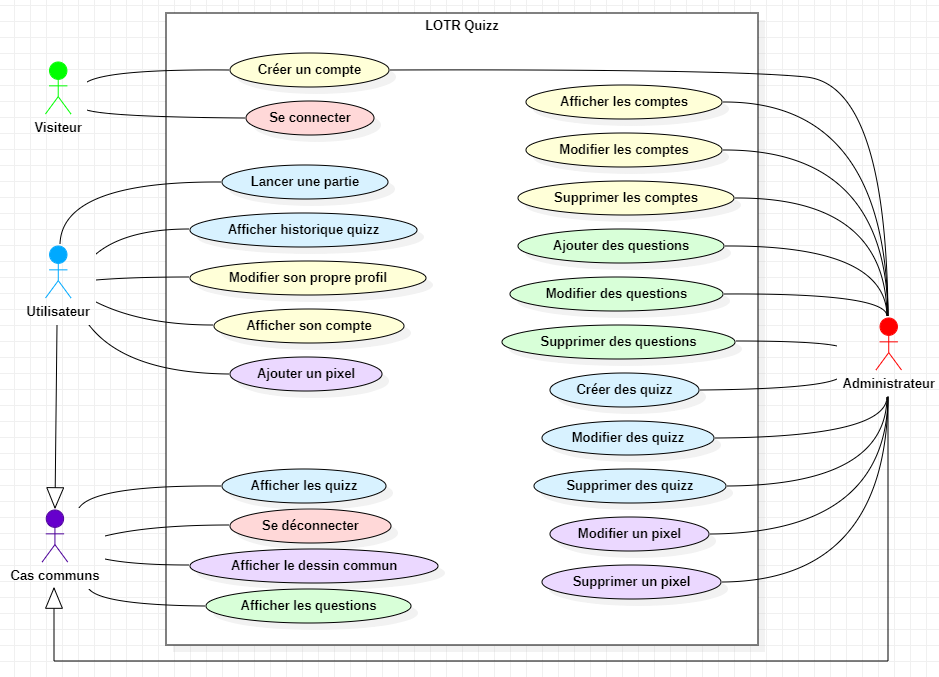 LOTR Quizz
Visiteur
Créer un compte
Se connecter
Utilisateur
Lancer une partie
Afficher historique quizz
Modifier son propre profil
Afficher son compte
Ajouter un pixel
Cas communs
Afficher les quizz
Se déconnecter
Afficher le dessin commun
Afficher les questions
Afficher les comptes
Modifier les comptes
Supprimer les comptes
Ajouter des questions
Modifier des questions
Supprimer des questions
Créer des quizz
Modifier des quizz
Supprimer des quizz
Modifier un pixel
Supprimer un pixel
Administrateur